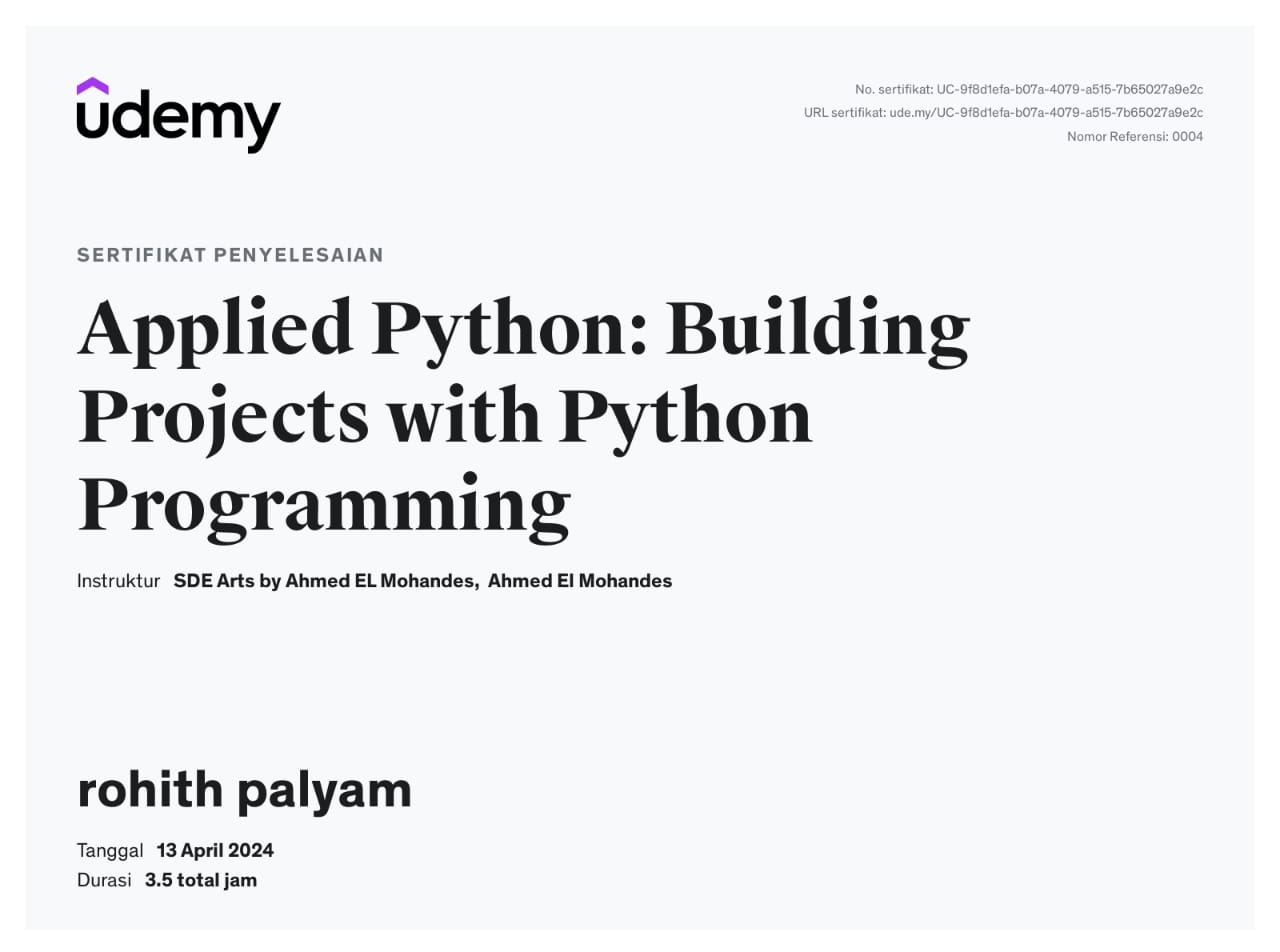 udemy
No. sertifikat: UC-9f8d1efa-b07a-4079-a515-7b65027a9e2c
URL sertifikat: ude.my/UC-9f8d1efa-b07a-4079-a515-7b65027a9e2c
Nomor Referensi: 0004
SERTIFIKAT PENYELESAIAN
Applied Python: Building
Projects with Python
Programming
Instruktur SDE Arts by Ahmed EL Mohandes, Ahmed El Mohandes
rohith palyam
Tanggal 13 April 2024
Durasi 3.5 total jam